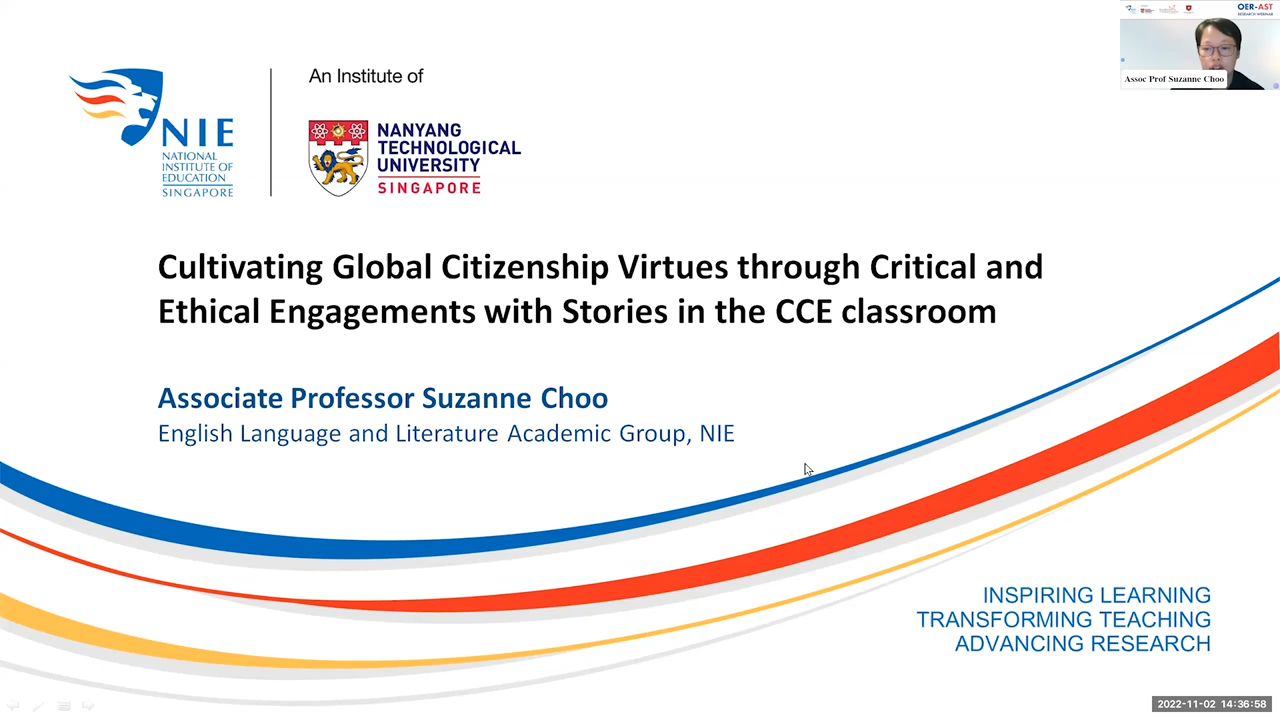 OER-AST
RESEARCH WEBINAR
Assoc Prof Suzanne Choo
An Institute of
NIE
NATIONAL
INSTITUTE OF
EDUCATION
SINGAPORE
NANYANG
TECHNOLOGICAL
UNIVERSITY
SINGAPORE
Cultivating Global Citizenship Virtues through Critical and
Ethical Engagements with Stories in the CCE classroom
Associate Professor Suzanne Choo
English Language and Literature Academic Group, NIE
INSPIRING LEARNING
TRANSFORMING TEACHING
ADVANCING RESEARCH
2022-11-02 14:36:58